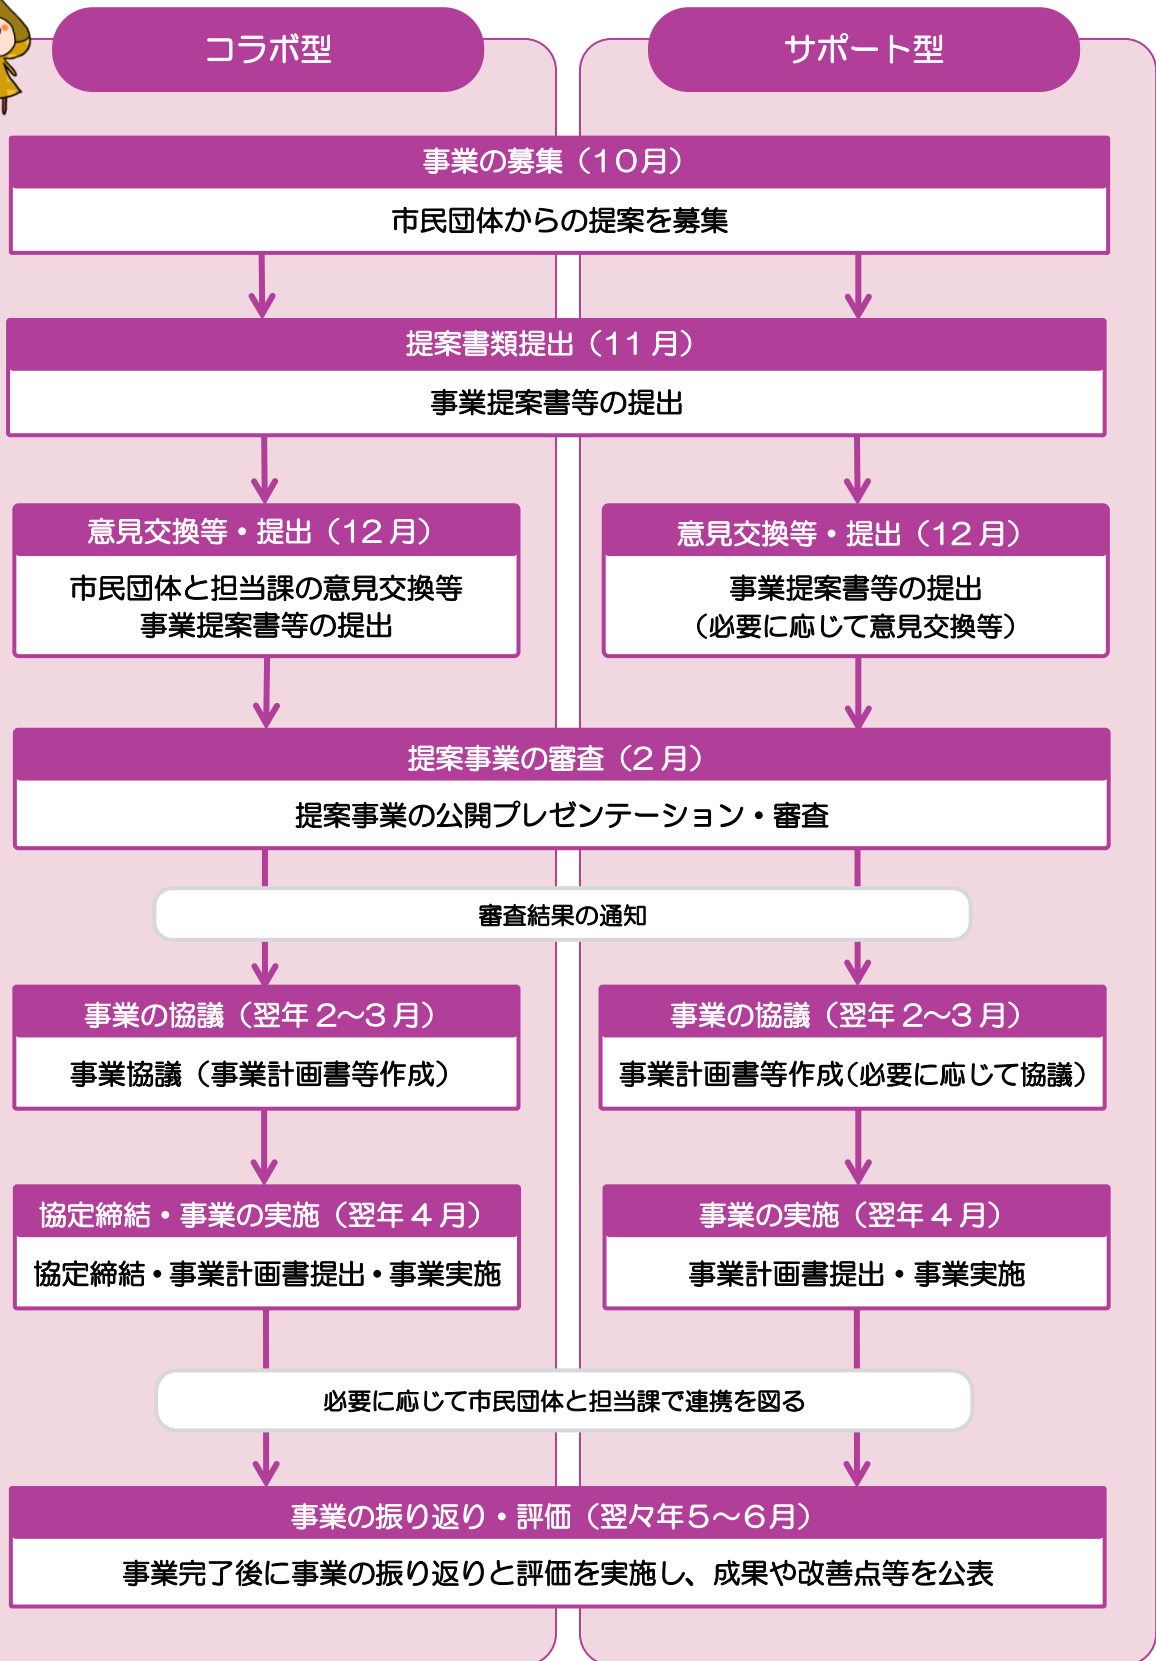 コラボ型
サポート型
事業の募集（10月）
市民団体からの提案を募集
提案書類提出（11月）
事業提案書等の提出
意見交換等・提出（12月）
市民団体と担当課の意見交換等
事業提案書等の提出
意見交換等・提出（12月）
事業提案書等の提出
（必要に応じて意見交換等）
提案事業の審査（2月）
提案事業の公開プレゼンテーション・審査
審査結果の通知
事業の協議（翌年2～3月）
事業協議（事業計画書等作成）
事業の協議（翌年2～3月）
事業計画書等作成（必要に応じて協議）
協定締結・事業の実施（翌年4月）
協定締結・事業計画書提出・事業実施
事業の実施（翌年4月）
事業計画書提出・事業実施
必要に応じて市民団体と担当課で連携を図る
事業の振り返り・評価（翌々年5～6月）
事業完了後に事業の振り返りと評価を実施し、成果や改善点等を公表